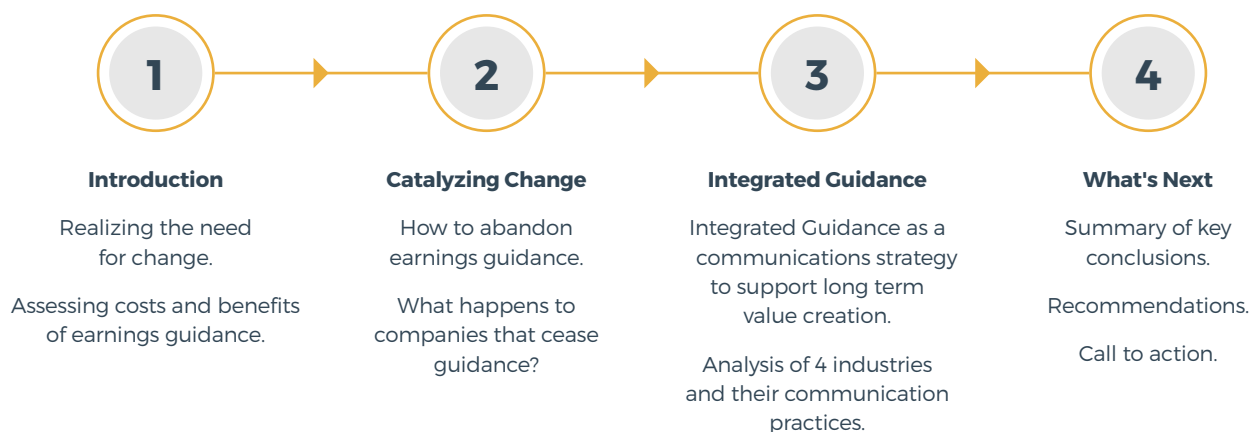 1
2
3
4
Introduction
Realizing the need
for change.
Assessing costs and benefits
of earnings guidance.
Catalyzing Change
How to abandon
earnings guidance.
What happens to
companies that cease
guidance?
Integrated Guidance
Integrated Guidance as a
communications strategy
to support long term
value creation.
Analysis of 4 industries
and their communication
practices.
What's Next
Summary of key
conclusions.
Recommendations.
Call to action.